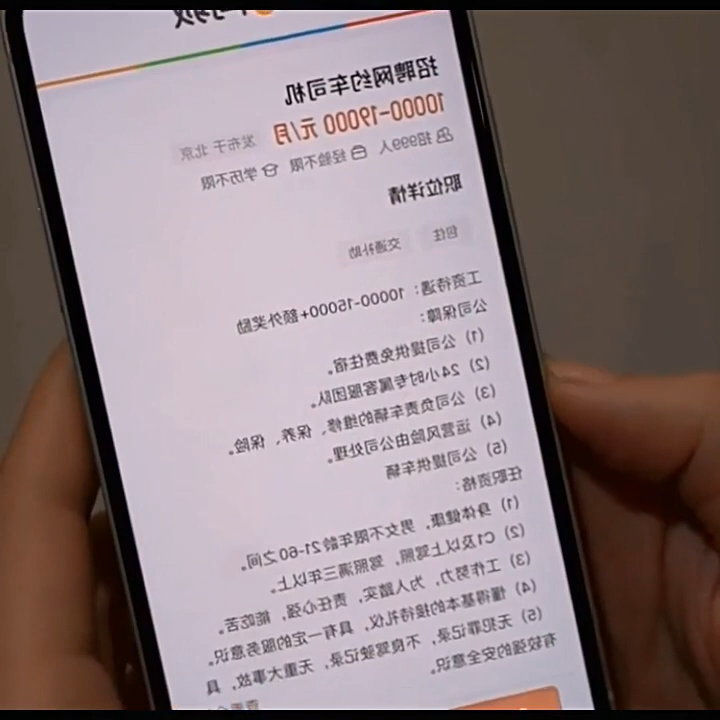 招聘网约车司机
10000-19000 元/月
发布于 北京
招999人 经验不限 学历不限
职位详情
包住 交通补助
工资待遇：10000-15000+额外奖励
公司保障：
（1）公司提供免费住宿。
（2）24小时专属客服团队。
（3）公司负责车辆的维修、保养、保险。
（4）运营风险由公司处理。
（5）公司提供车辆
任职资格：
（1）身体健康，男女不限年龄21-60之间。
（2）C1及以上驾照，驾照满三年以上。
（3）工作努力，为人踏实，责任心强，能吃苦。
（4）懂得基本的接待礼仪，具有一定的服务意识。
（5）无犯罪记录，不良驾驶记录，无重大事故，具
有较强的安全意识。